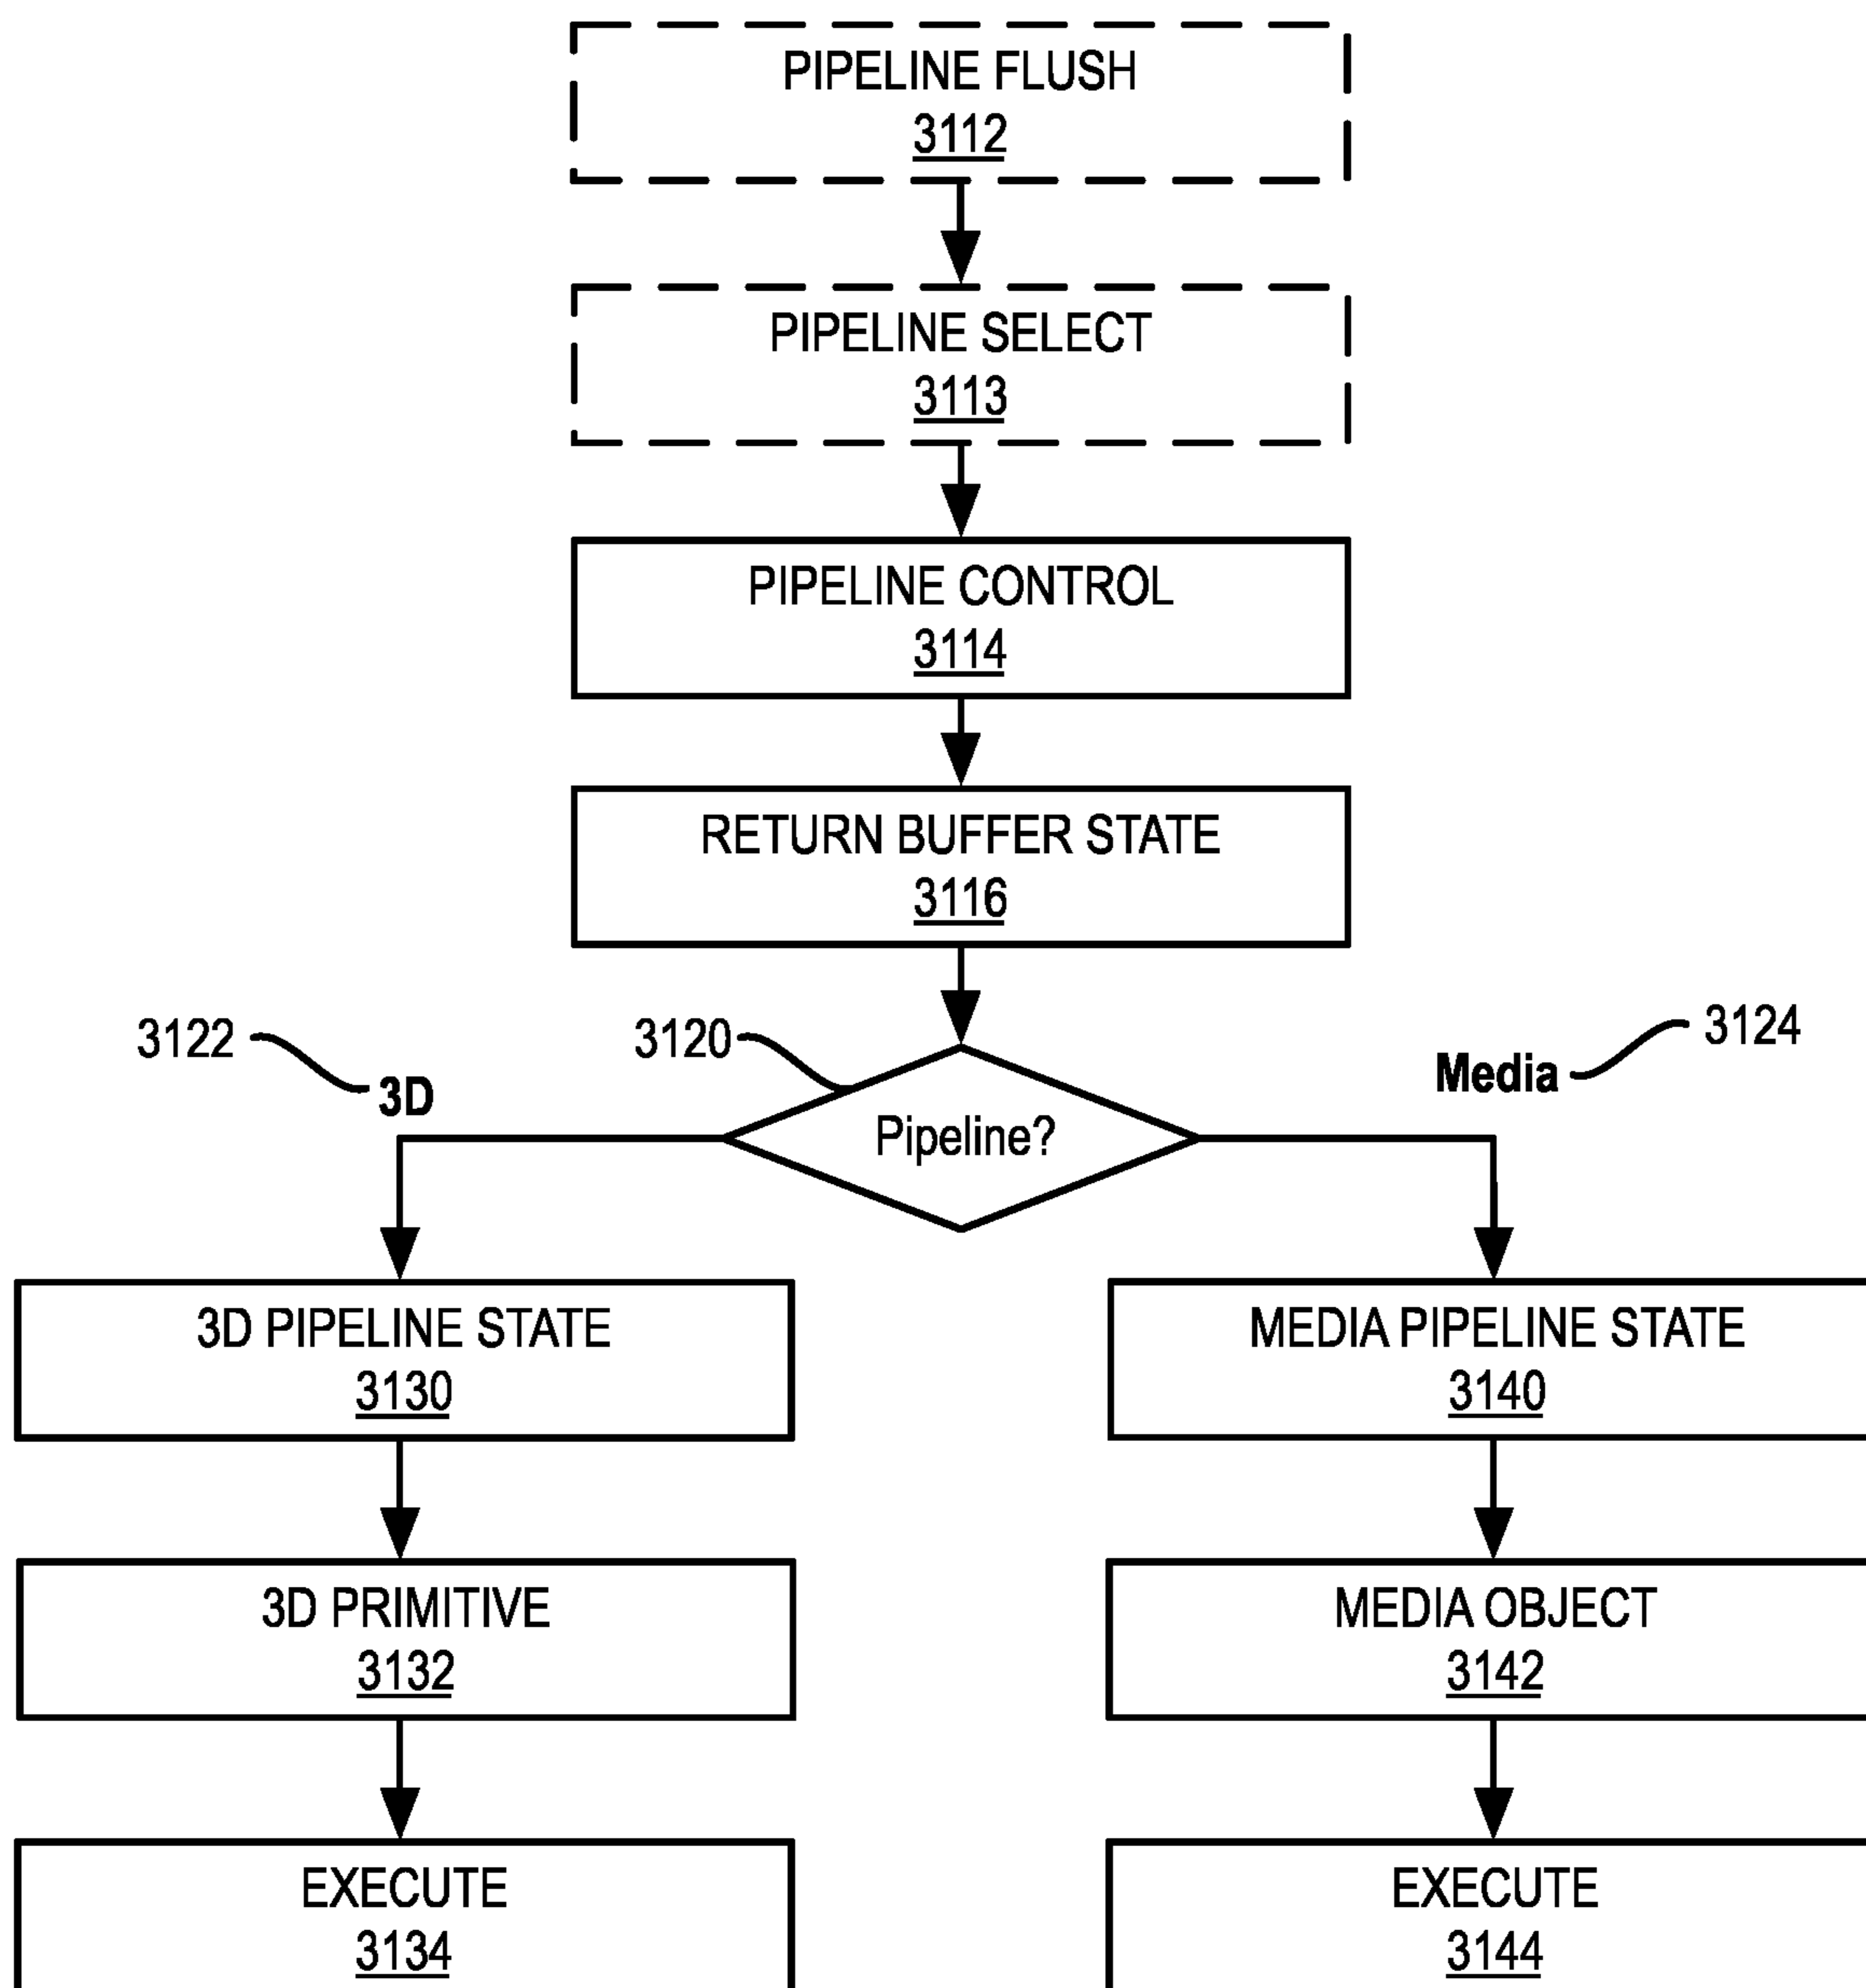 PIPELINE FLUSH
3112
PIPELINE SELECT
3113
PIPELINE CONTROL
3114
RETURN BUFFER STATE
3116
3122
3D
3120
Pipeline?
Media
3124
3D PIPELINE STATE
3130
MEDIA PIPELINE STATE
3140
3D PRIMITIVE
3132
MEDIA OBJECT
3142
EXECUTE
3134
EXECUTE
3144